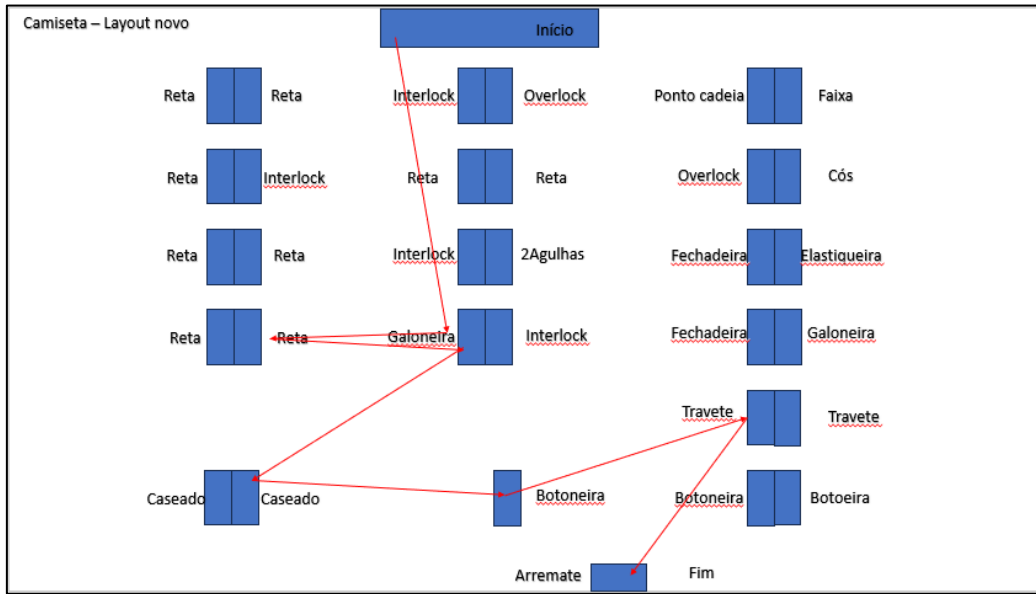 Camiseta – Layout novo
Início
Reta Reta Interlock Overlock Ponto cadeia Faixa
Reta Interlock Reta Reta Overlock Cós
Reta Reta Interlock 2Agulhas Fechadeira Elastiqueira
Reta Reta Galoneira Interlock Fechadeira Galoneira
Travete Travete
Caseado Caseado Botoneira Botoneira Botoeira
Arremate Fim